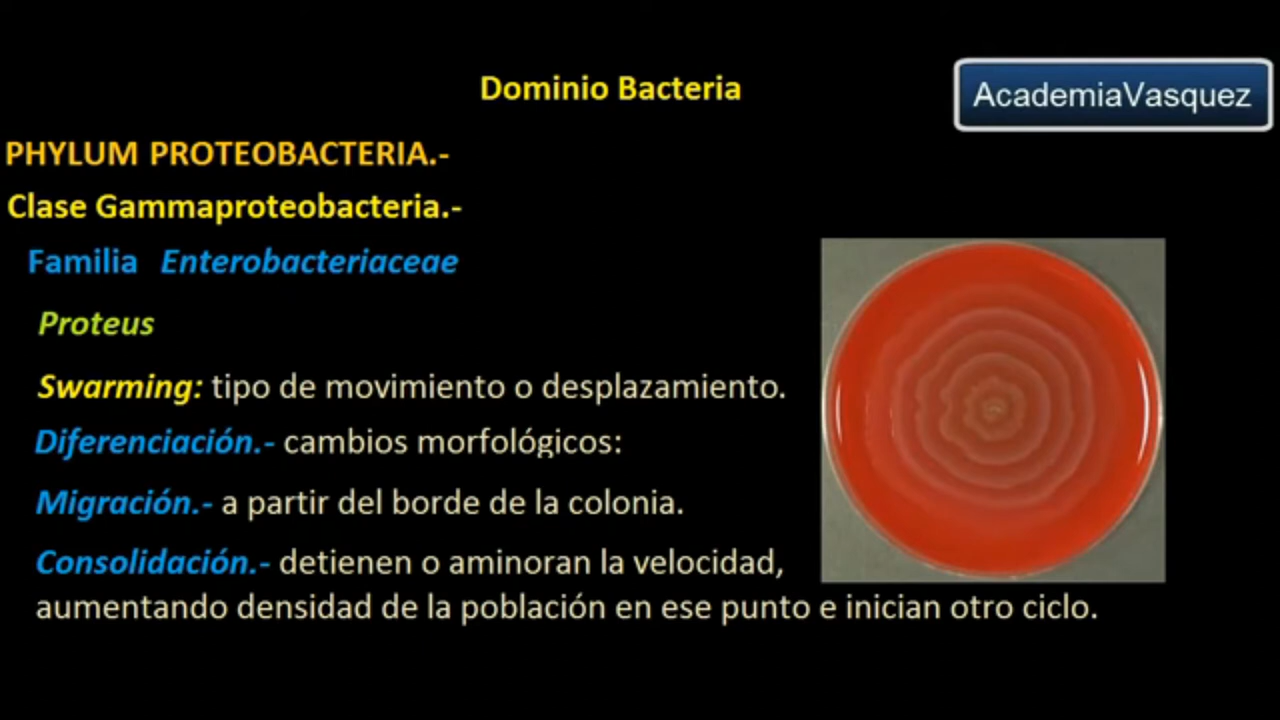 Dominio Bacteria
AcademiaVasquez
PHYLUM PROTEOBACTERIA.-
Clase Gammaproteobacteria.-
Familia Enterobacteriaceae
Proteus
Swarming: tipo de movimiento o desplazamiento.
Diferenciación.- cambios morfológicos:
Migración.- a partir del borde de la colonia.
Consolidación.- detienen o aminoran la velocidad,
aumentando densidad de la población en ese punto e inician otro ciclo.